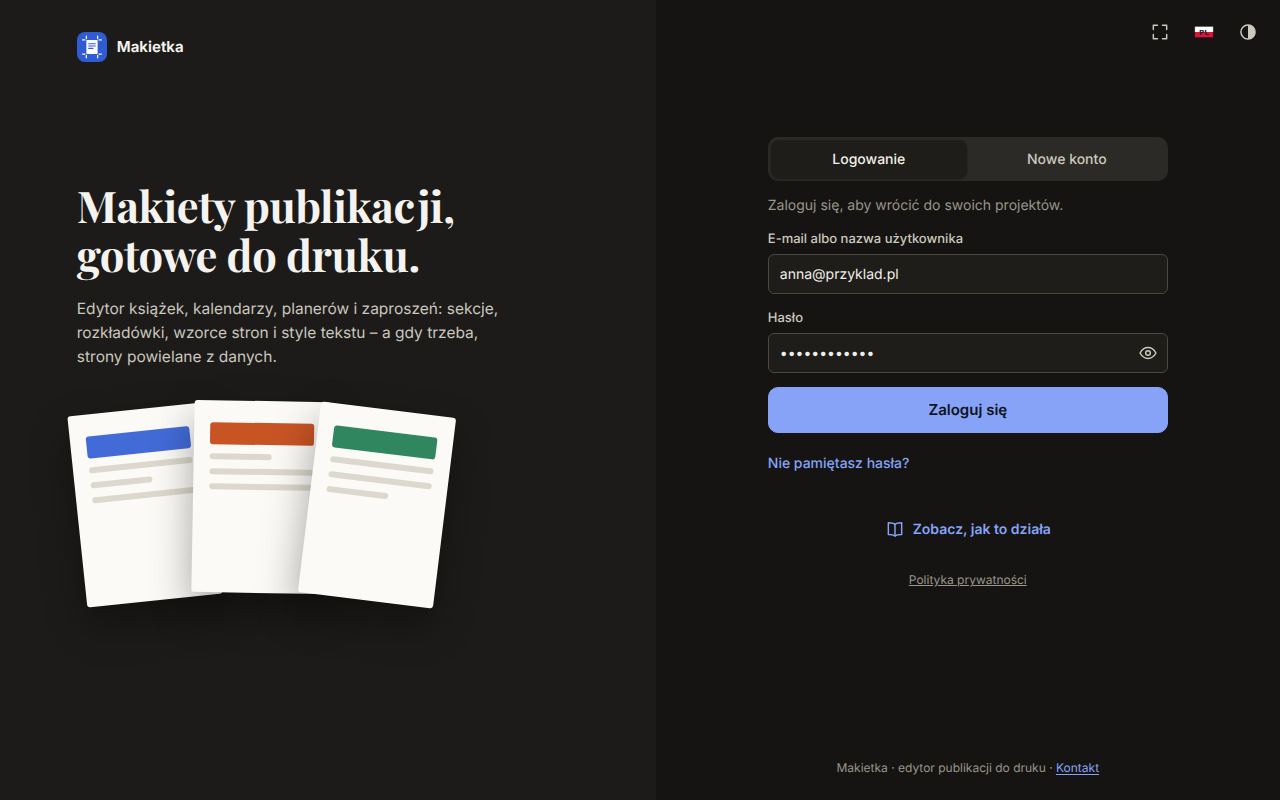 Makietka
PL
Makiety publikacji,
gotowe do druku.
Edytor książek, kalendarzy, planerów i zaproszeń: sekcje,
rozkładówki, wzorce stron i style tekstu – a gdy trzeba,
strony powielane z danych.
Logowanie
Nowe konto
Zaloguj się, aby wrócić do swoich projektów.
E-mail albo nazwa użytkownika
anna@przyklad.pl
Hasło
••••••••••••
Zaloguj się
Nie pamiętasz hasła?
Zobacz, jak to działa
Polityka prywatności
Makietka · edytor publikacji do druku · Kontakt